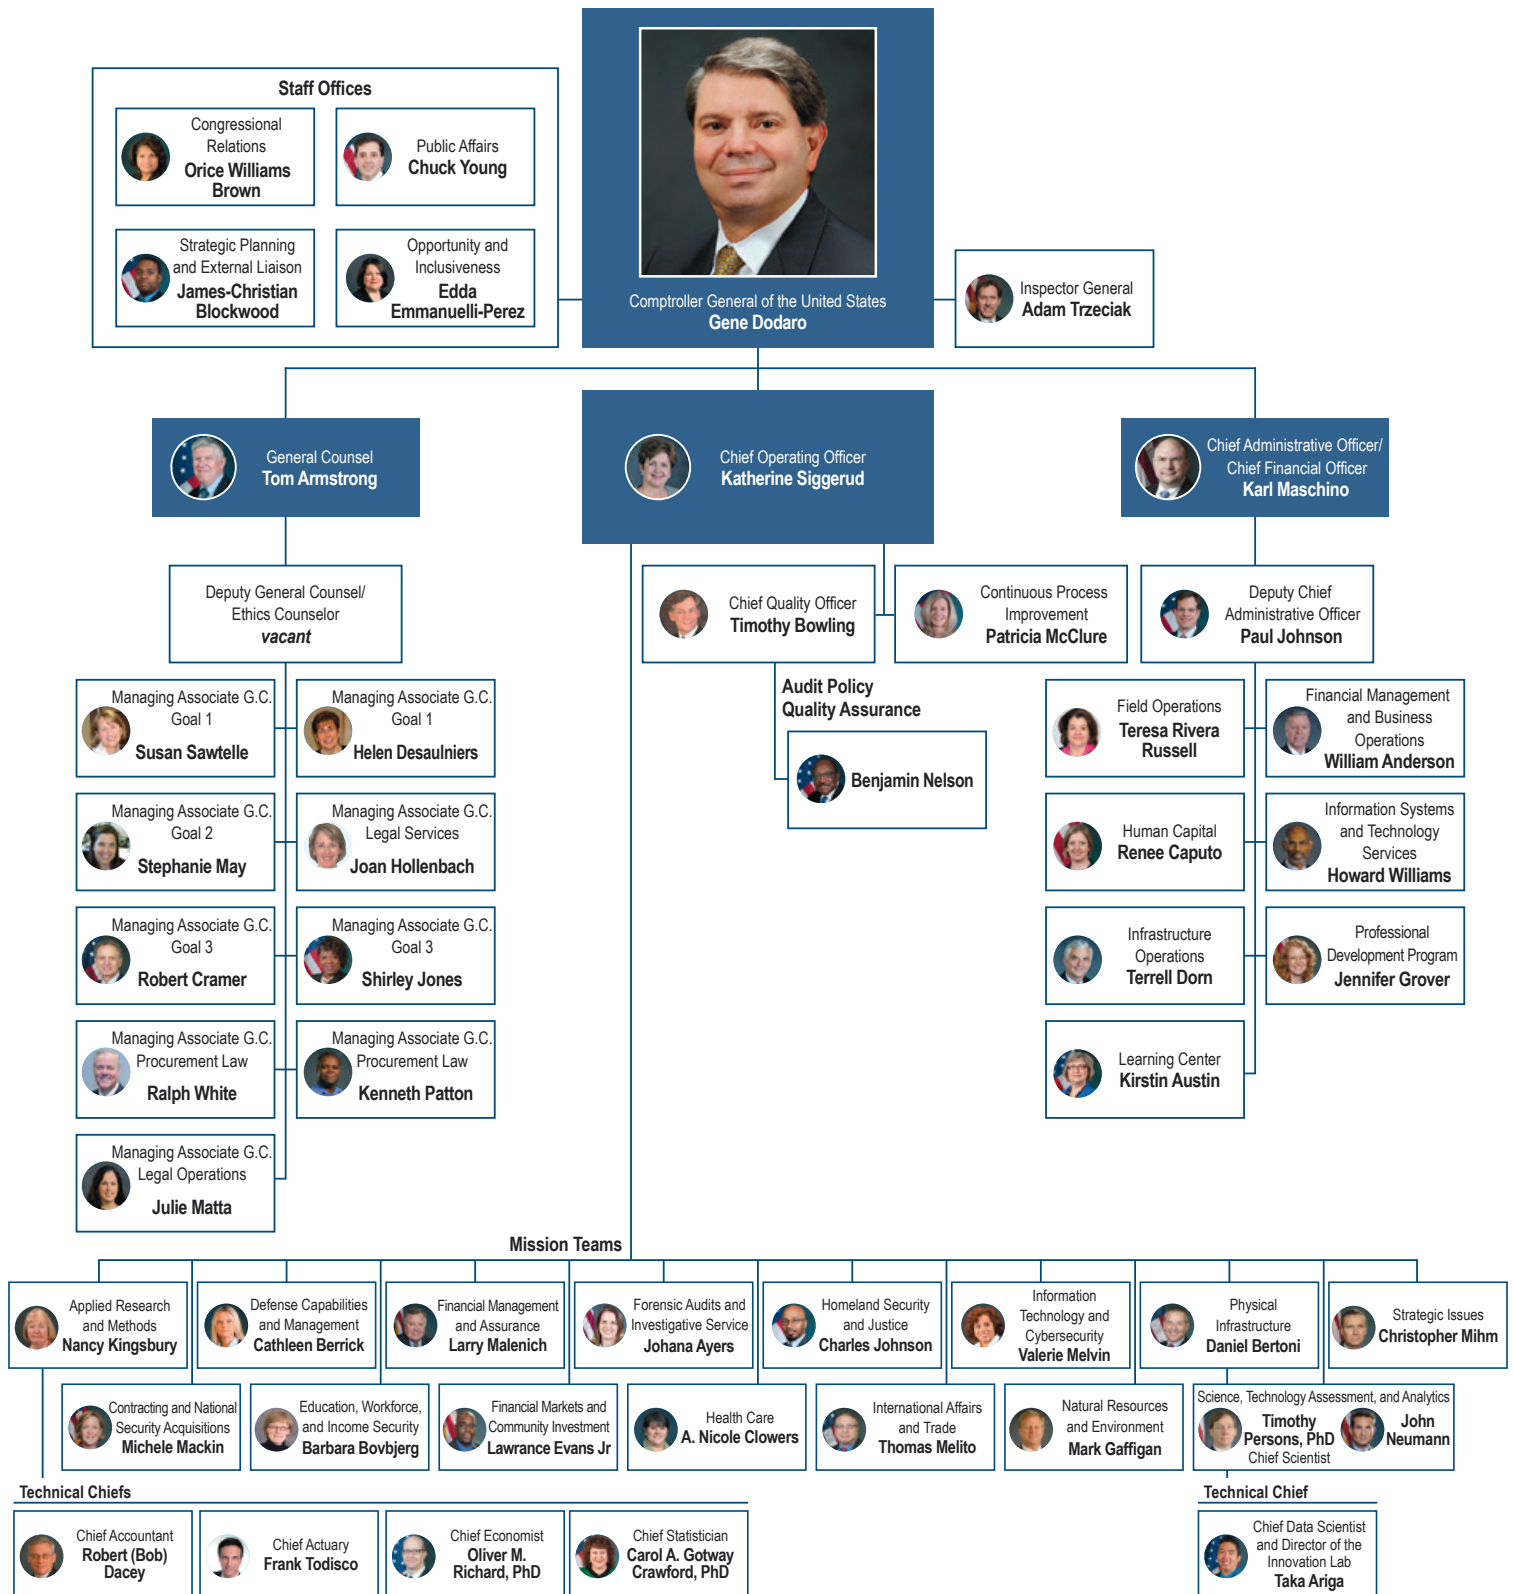 Staff Offices
Congressional
Relations
Orice Williams
Brown
Public Affairs
Chuck Young
Strategic Planning
and External Liaison
James-Christian
Blockwood
Opportunity and
Inclusiveness
Edda
Emmanuelli-Perez
Comptroller General of the United States
Gene Dodaro
Inspector General
Adam Trzeciak
General Counsel
Tom Armstrong
Chief Operating Officer
Katherine Siggerud
Chief Administrative Officer/
Chief Financial Officer
Karl Maschino
Deputy General Counsel/
Ethics Counselor
vacant
Chief Quality Officer
Timothy Bowling
Continuous Process
Improvement
Patricia McClure
Deputy Chief
Administrative Officer
Paul Johnson
Managing Associate G.C.
Goal 1
Susan Sawtelle
Managing Associate G.C.
Goal 1
Helen Desaulniers
Managing Associate G.C.
Goal 2
Stephanie May
Managing Associate G.C.
Legal Services
Joan Hollenbach
Managing Associate G.C.
Goal 3
Robert Cramer
Managing Associate G.C.
Goal 3
Shirley Jones
Managing Associate G.C.
Procurement Law
Ralph White
Managing Associate G.C.
Procurement Law
Kenneth Patton
Managing Associate G.C.
Legal Operations
Julie Matta
Audit Policy
Quality Assurance
Benjamin Nelson
Field Operations
Teresa Rivera
Russell
Financial Management
and Business
Operations
William Anderson
Human Capital
Renee Caputo
Information Systems
and Technology
Services
Howard Williams
Infrastructure
Operations
Terrell Dorn
Professional
Development Program
Jennifer Grover
Learning Center
Kirstin Austin
Mission Teams
Applied Research
and Methods
Nancy Kingsbury
Defense Capabilities
and Management
Cathleen Berrick
Financial Management
and Assurance
Larry Malenich
Forensic Audits and
Investigative Service
Johana Ayers
Homeland Security
and Justice
Charles Johnson
Information
Technology and
Cybersecurity
Valerie Melvin
Physical
Infrastructure
Daniel Bertoni
Strategic Issues
Christopher Mihm
Contracting and National
Security Acquisitions
Michele Mackin
Education, Workforce,
and Income Security
Barbara Bovbjerg
Financial Markets and
Community Investment
Lawrance Evans Jr
Health Care
A. Nicole Clowers
International Affairs
and Trade
Thomas Melito
Natural Resources
and Environment
Mark Gaffigan
Science, Technology Assessment, and Analytics
Timothy
Persons, PhD
Chief Scientist
John
Neumann
Technical Chiefs
Chief Accountant
Robert (Bob)
Dacey
Chief Actuary
Frank Todisco
Chief Economist
Oliver M.
Richard, PhD
Chief Statistician
Carol A. Gotway
Crawford, PhD
Technical Chief
Chief Data Scientist
and Director of the
Innovation Lab
Taka Ariga